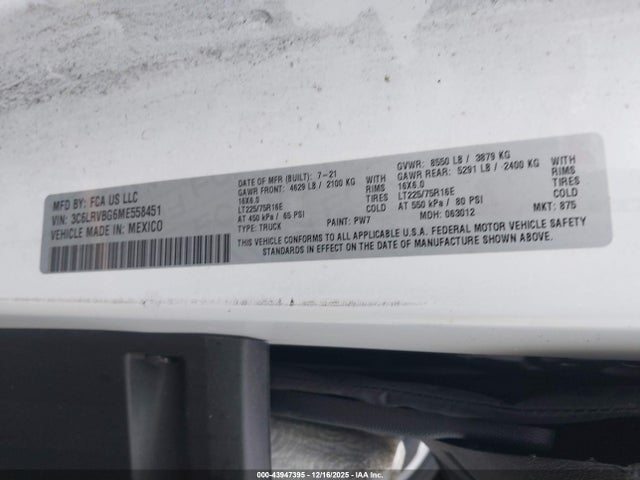 MFD BY: FCA US LLC
VIN: 3C6LRVBG5ME558451
VEHICLE MADE IN: MEXICO
DATE OF MFR (BUILT): 7-21
GAWR FRONT: 4629 LB / 2100 KG
16X6.0 RIMS
LT225/75R16E TIRES
AT 450 kPa / 65 PSI COLD
TYPE: TRUCK PAINT: PW7
GVWR: 8550 LB / 3879 KG
GAWR REAR: 5291 LB / 2400 KG
16X6.0 RIMS
LT225/75R16E TIRES
AT 550 kPa / 80 PSI COLD
MDH: 063012 MKT: 875
THIS VEHICLE CONFORMS TO ALL APPLICABLE U.S.A. FEDERAL MOTOR VEHICLE SAFETY
STANDARDS IN EFFECT ON THE DATE OF MANUFACTURE SHOWN ABOVE.
000-43947395 - 12/16/2025 - IAAI, Inc.